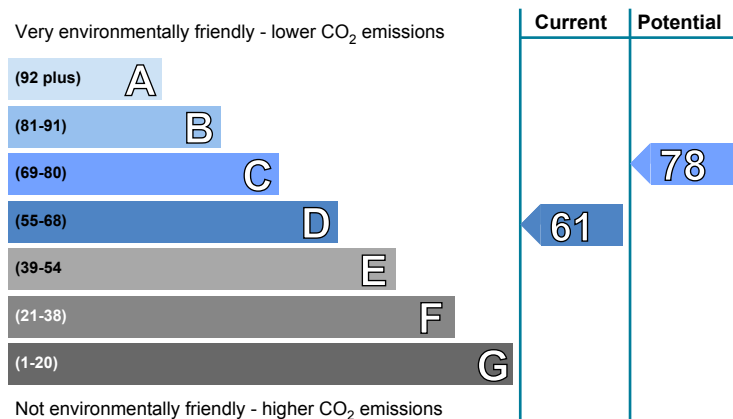 Very environmentally friendly - lower CO2 emissions
Current
Potential
(92 plus) A
(81-91) B
(69-80) C
78
(55-68) D
61
(39-54 E
(21-38) F
(1-20) G
Not environmentally friendly - higher CO2 emissions